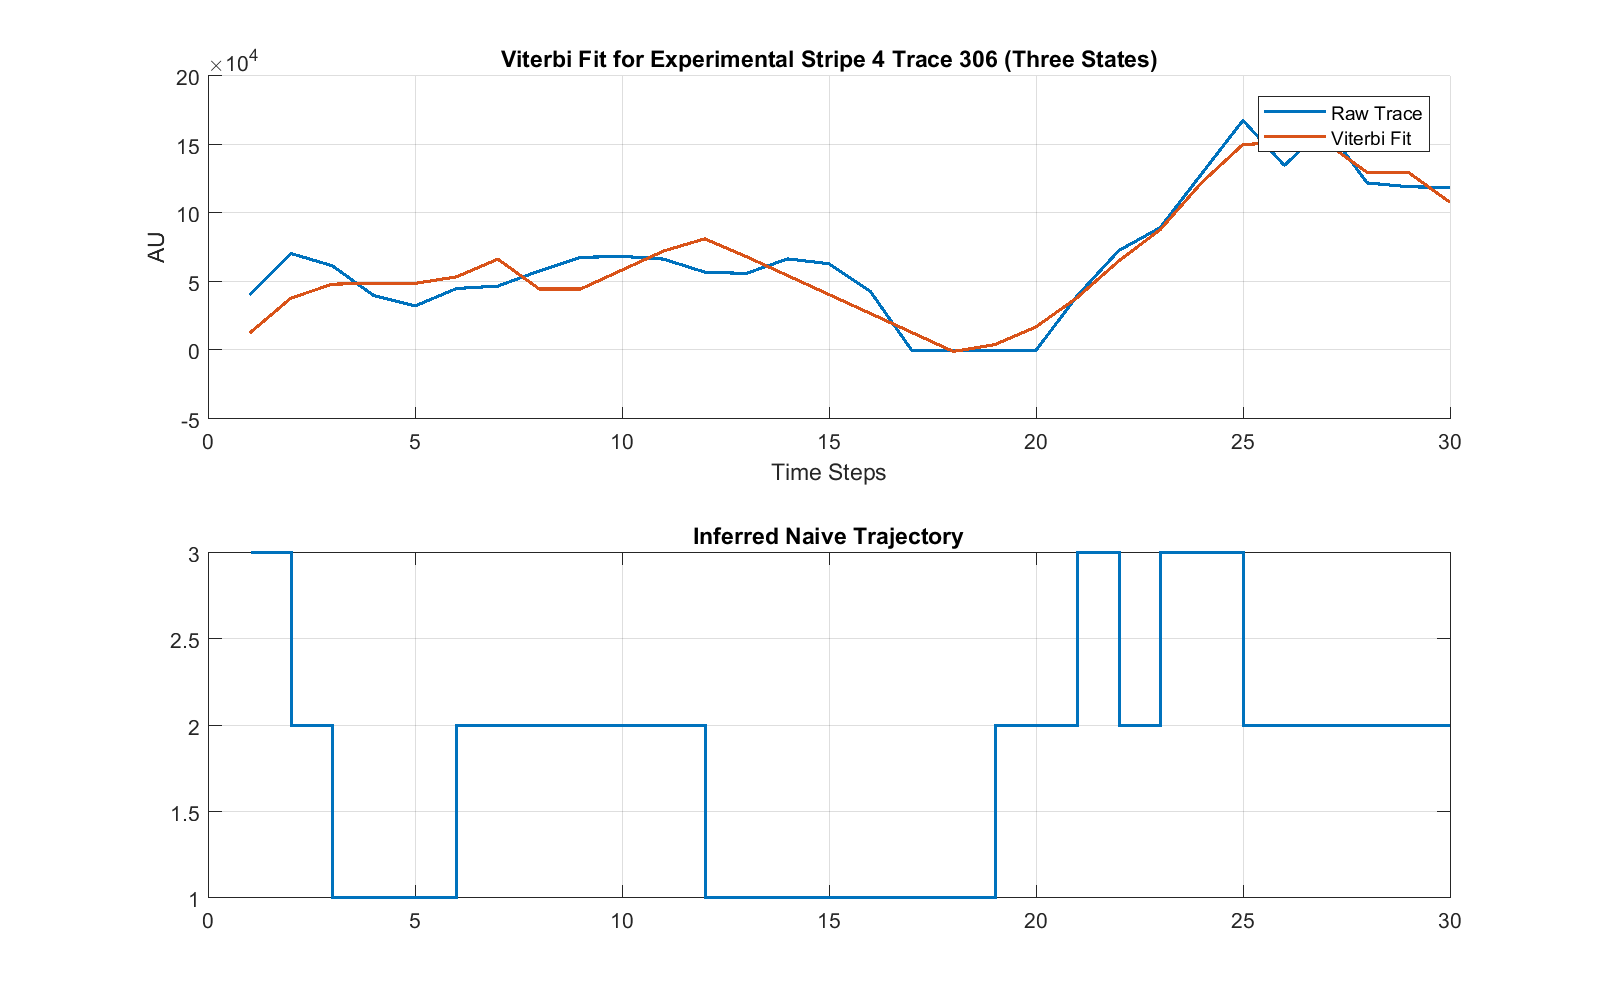 Viterbi Fit for Experimental Stripe 4 Trace 306 (Three States)
×10^4
20
15
10
5
0
-5
AU
Raw Trace
Viterbi Fit
0 5 10 15 20 25 30
Time Steps
Inferred Naive Trajectory
3
2.5
2
1.5
1
0 5 10 15 20 25 30